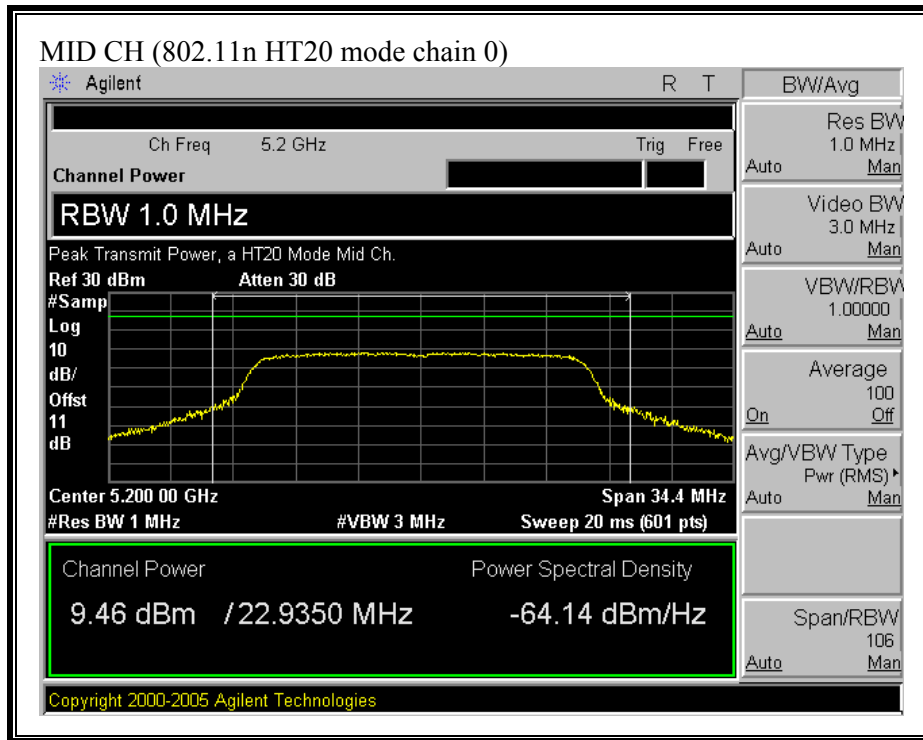 MID CH (802.11n HT20 mode chain 0)
Agilent R T
Ch Freq 5.2 GHz Trig Free
Channel Power
RBW 1.0 MHz
Peak Transmit Power, a HT20 Mode Mid Ch.
Ref 30 dBm Atten 30 dB
#Samp
Log
10
dB/
Offst
11
dB
Center 5.200 00 GHz Span 34.4 MHz
#Res BW 1 MHz #VBW 3 MHz Sweep 20 ms (601 pts)
Channel Power Power Spectral Density
9.46 dBm /22.9350 MHz -64.14 dBm/Hz
Copyright 2000-2005 Agilent Technologies
BW/Avg
Res BW
1.0 MHz
Auto Man
Video BW
3.0 MHz
Auto Man
VBW/RBW
1.00000
Auto Man
Average
100
On Off
Avg/VBW Type
Pwr (RMS)
Auto Man
Span/RBW
106
Auto Man